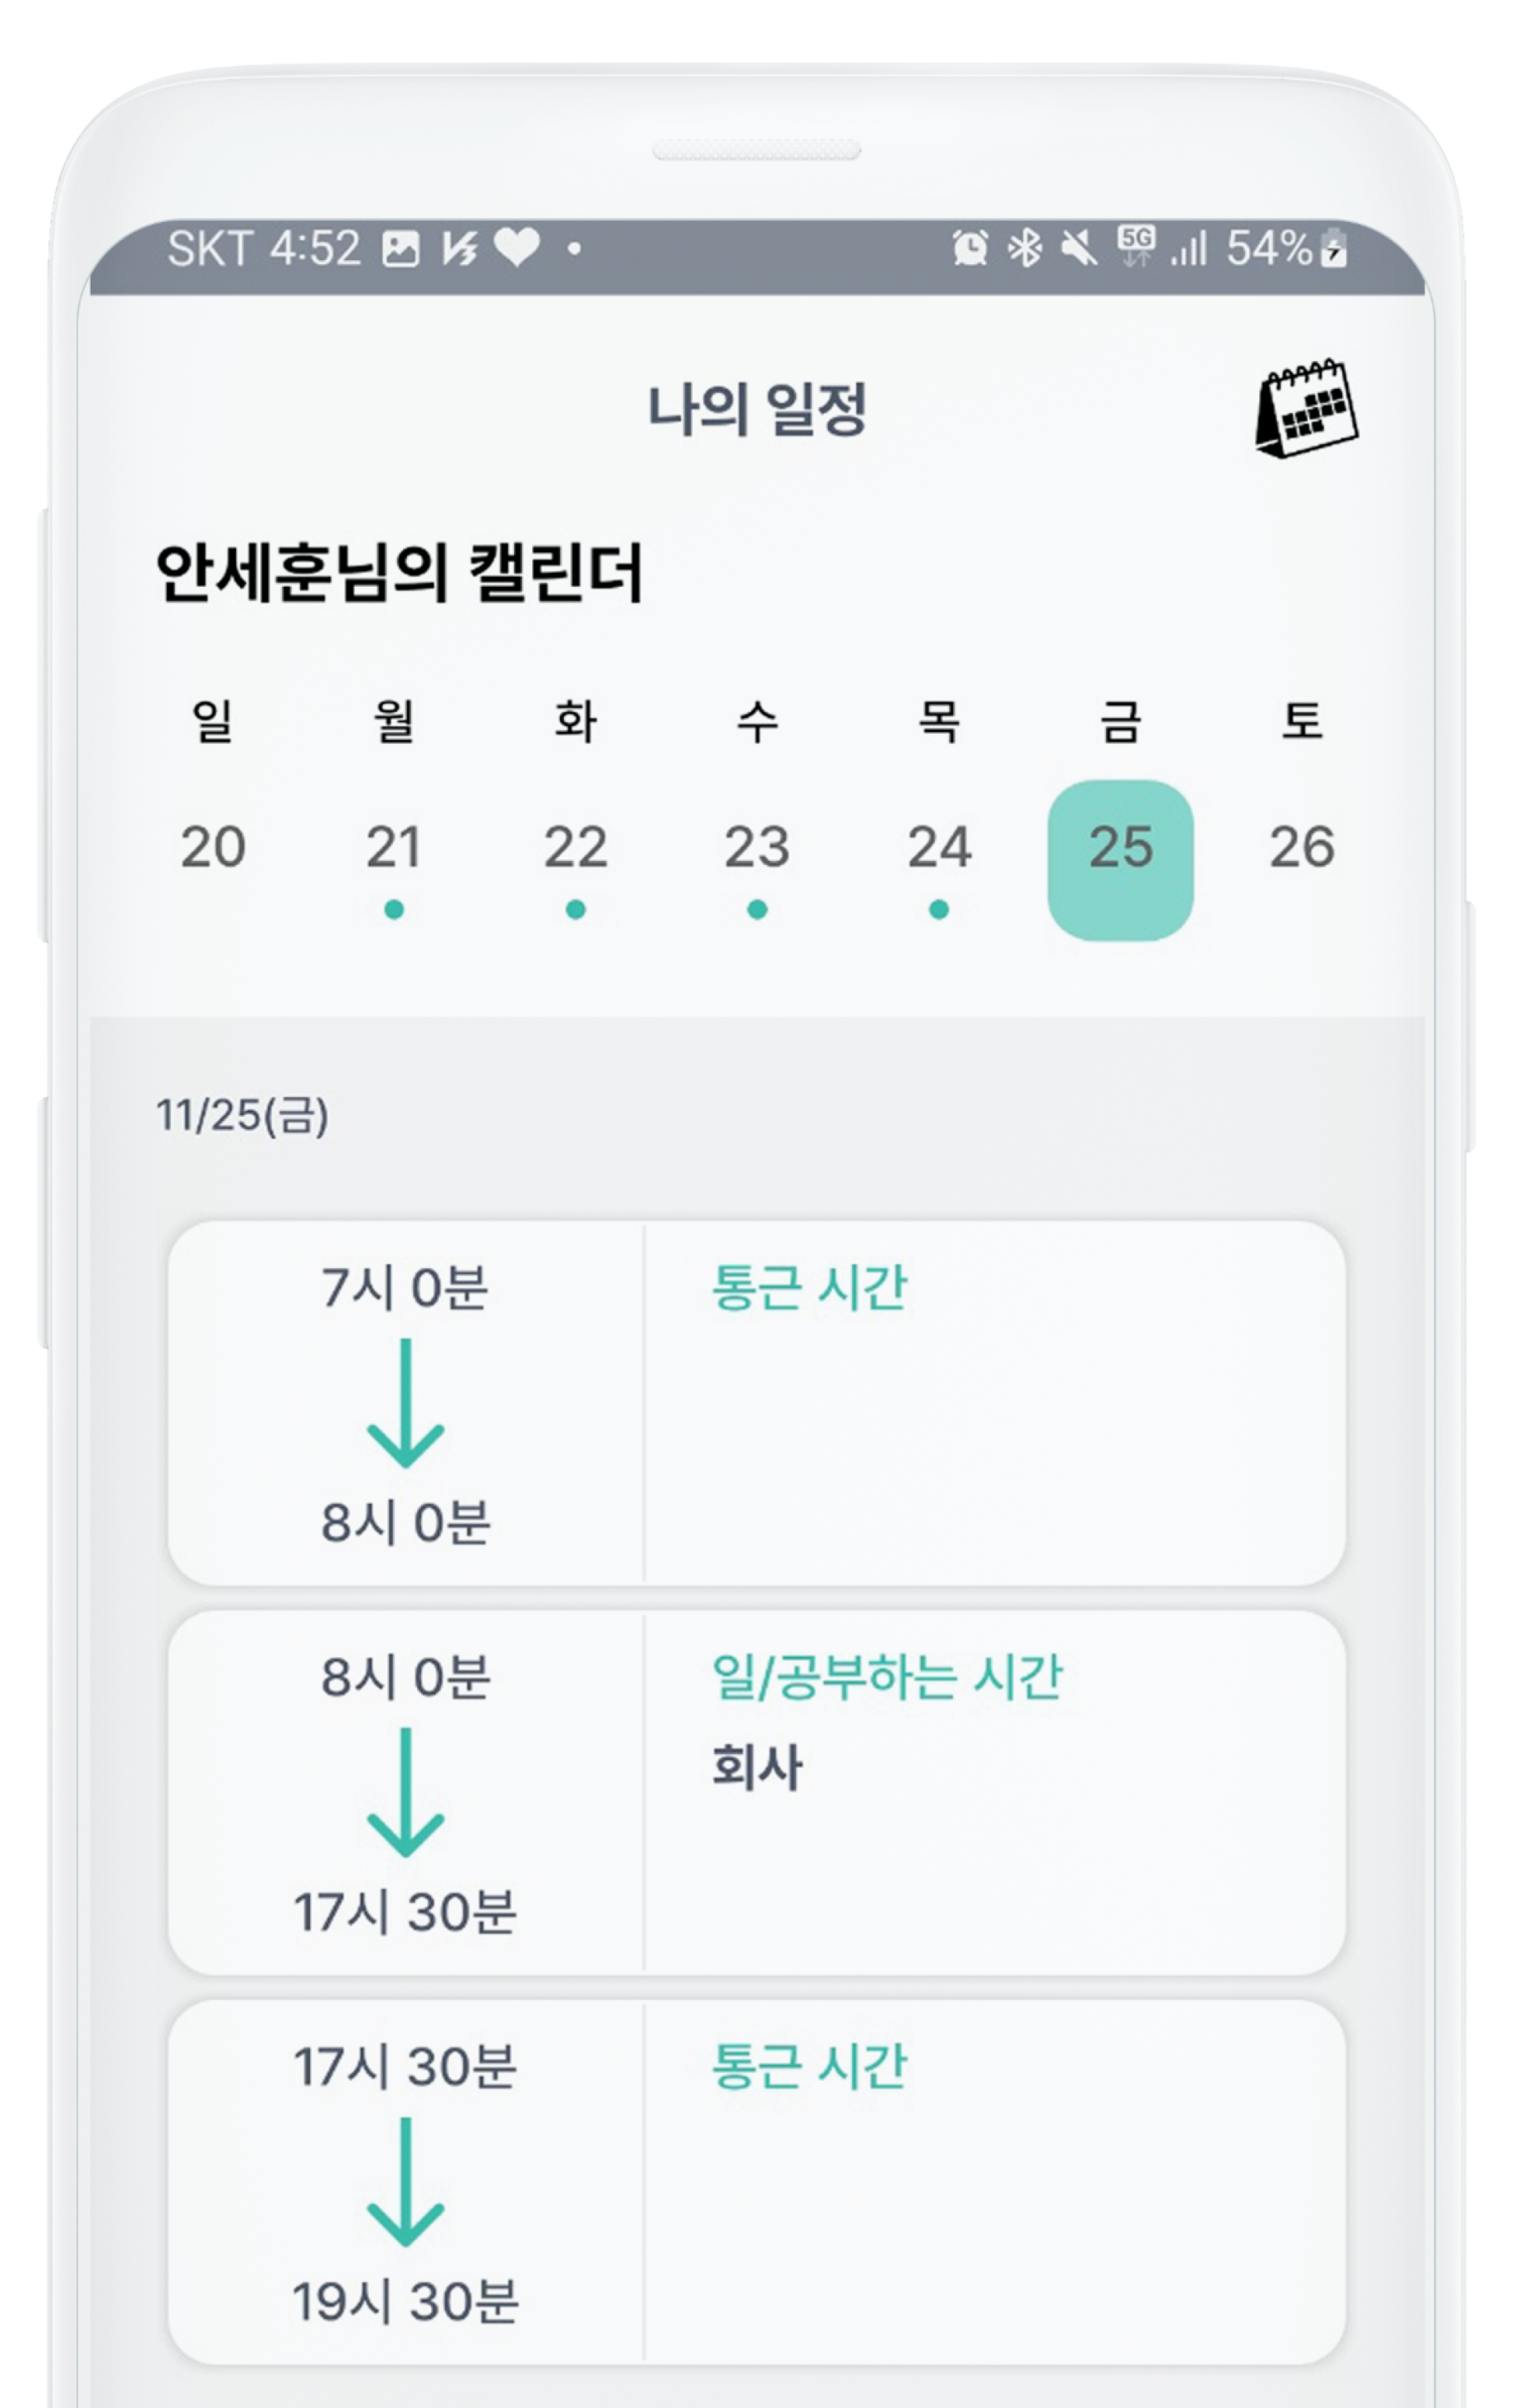 SKT 4:52 5G 54%
나의 일정
안세훈님의 캘린더
일 월 화 수 목 금 토
20 21 22 23 24 25 26
11/25(금)
7시 0분 통근 시간
8시 0분
8시 0분 일/공부하는 시간
회사
17시 30분
17시 30분 통근 시간
19시 30분